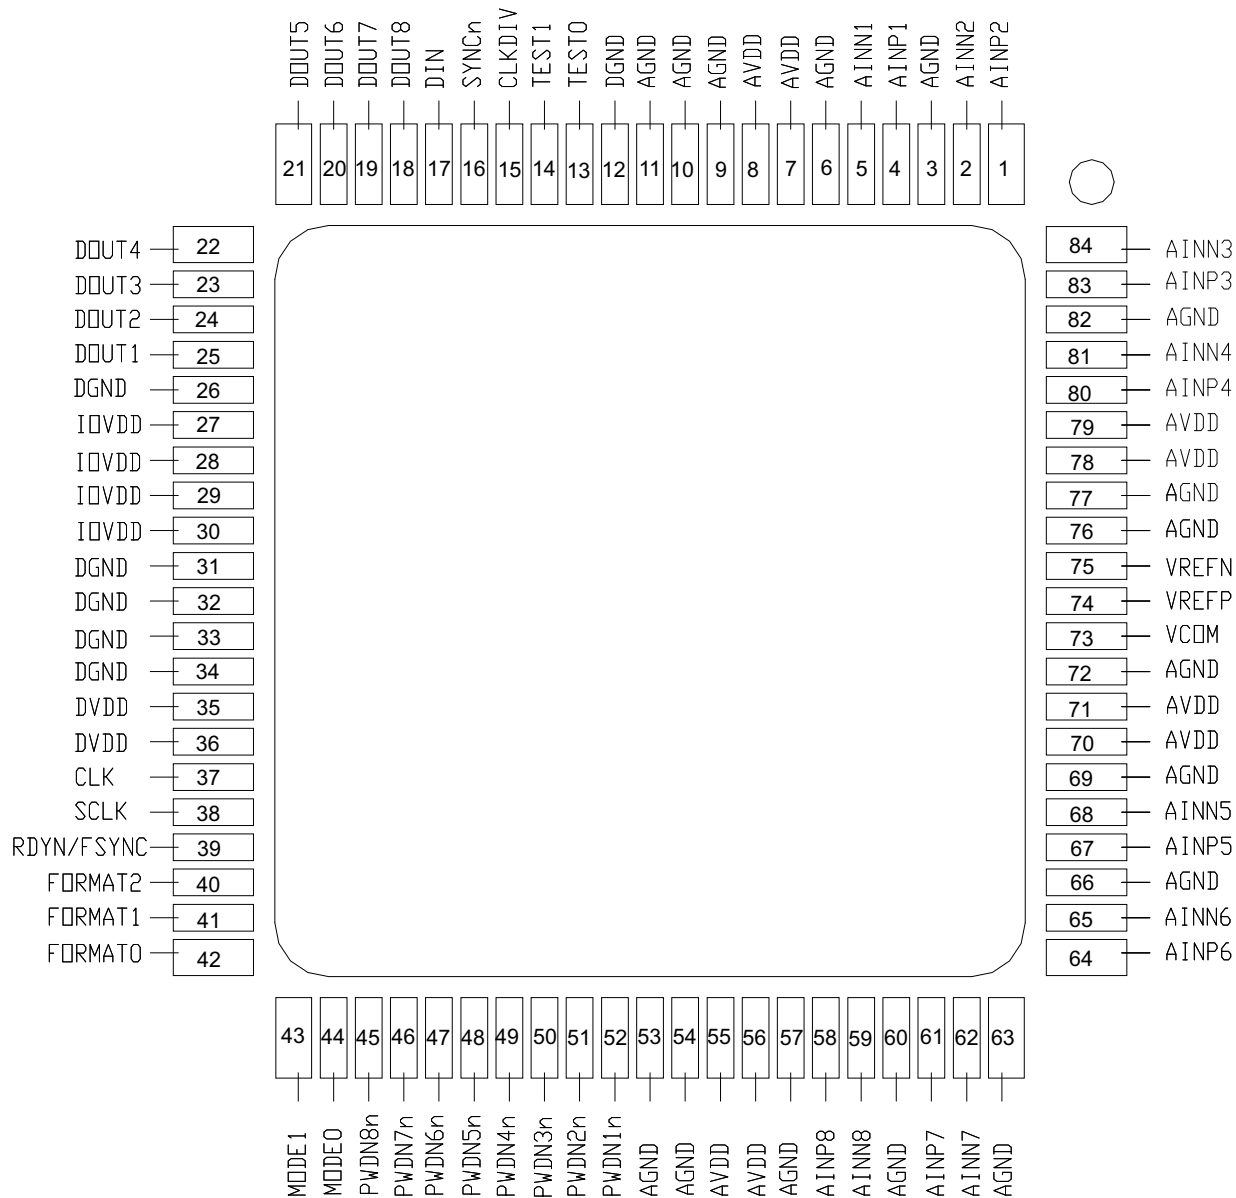 DOUT5 DOUT6 DOUT7 DOUT8 DIN SYNCn CLKDIV TEST1 TEST0 DGND AGND AGND AGND AVDD AVDD AGND AINN1 AINP1 AGND AINN2 AINP2
21 20 19 18 17 16 15 14 13 12 11 10 9 8 7 6 5 4 3 2 1
DOUT4 22 84 AINN3
DOUT3 23 83 AINP3
DOUT2 24 82 AGND
DOUT1 25 81 AINN4
DGND 26 80 AINP4
IOVDD 27 79 AVDD
IOVDD 28 78 AVDD
IOVDD 29 77 AGND
IOVDD 30 76 AGND
DGND 31 75 VREFN
DGND 32 74 VREFP
DGND 33 73 VCOM
DGND 34 72 AGND
DVDD 35 71 AVDD
DVDD 36 70 AVDD
CLK 37 69 AGND
SCLK 38 68 AINN5
RDYN/FSYNC 39 67 AINP5
FORMAT2 40 66 AGND
FORMAT1 41 65 AINN6
FORMAT0 42 64 AINP6
43 44 45 46 47 48 49 50 51 52 53 54 55 56 57 58 59 60 61 62 63
MODE1 MODE0 PWDN8n PWDN7n PWDN6n PWDN5n PWDN4n PWDN3n PWDN2n PWDN1n AGND AGND AVDD AVDD AGND AINP8 AINN8 AGND AINP7 AINN7 AGND